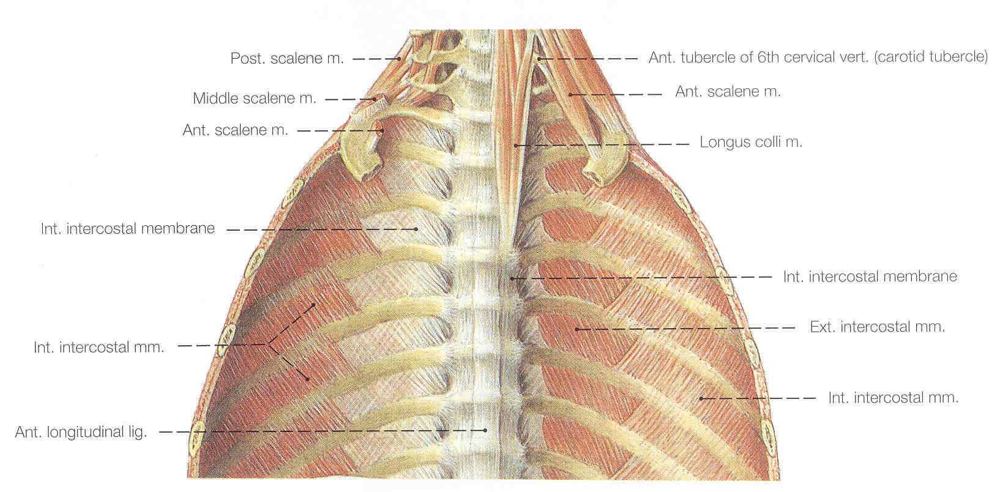 Post. scalene m.
Ant. tubercle of 6th cervical vert. (carotid tubercle)
Middle scalene m.
Ant. scalene m.
Ant. scalene m.
Longus colli m.
Int. intercostal membrane
Int. intercostal membrane
Ext. intercostal mm.
Int. intercostal mm.
Int. intercostal mm.
Ant. longitudinal lig.